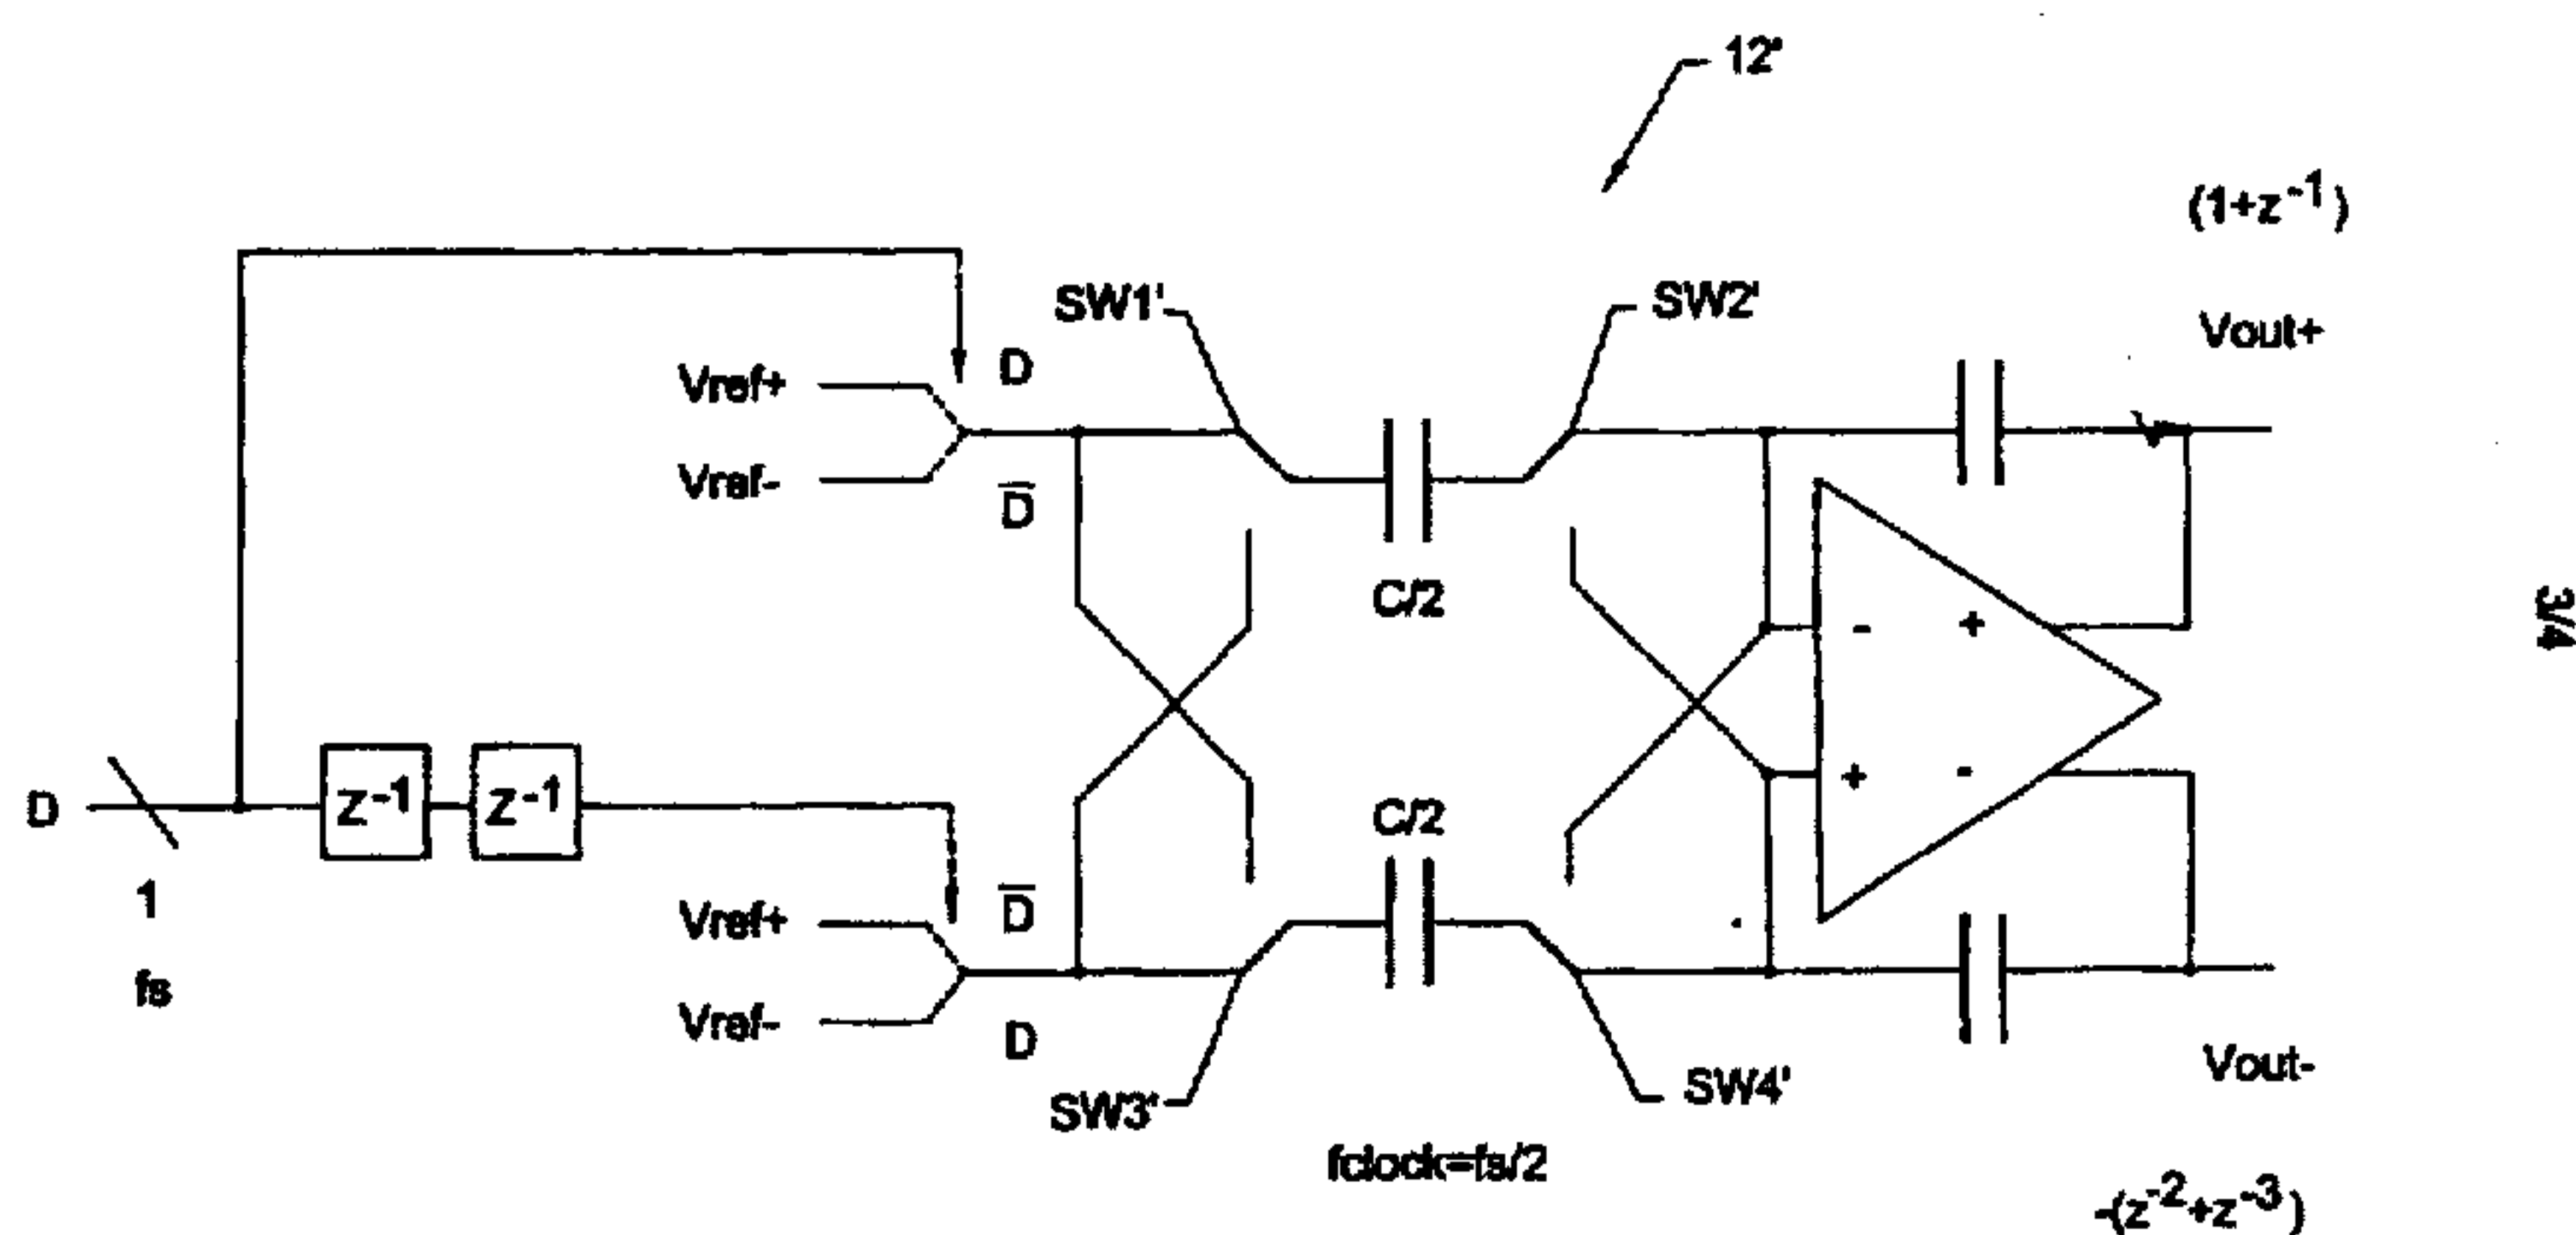 12'
(1+z⁻¹)
Vout+
SW1'
SW2'
D
Vref+
Vref-
D̅
C/2
- +
3/4
D
z⁻¹ z⁻¹
+ -
C/2
1
fs
D̅
Vref+
Vref-
D
SW3'
SW4'
Vout-
fclock=fs/2
-(z⁻²+z⁻³)